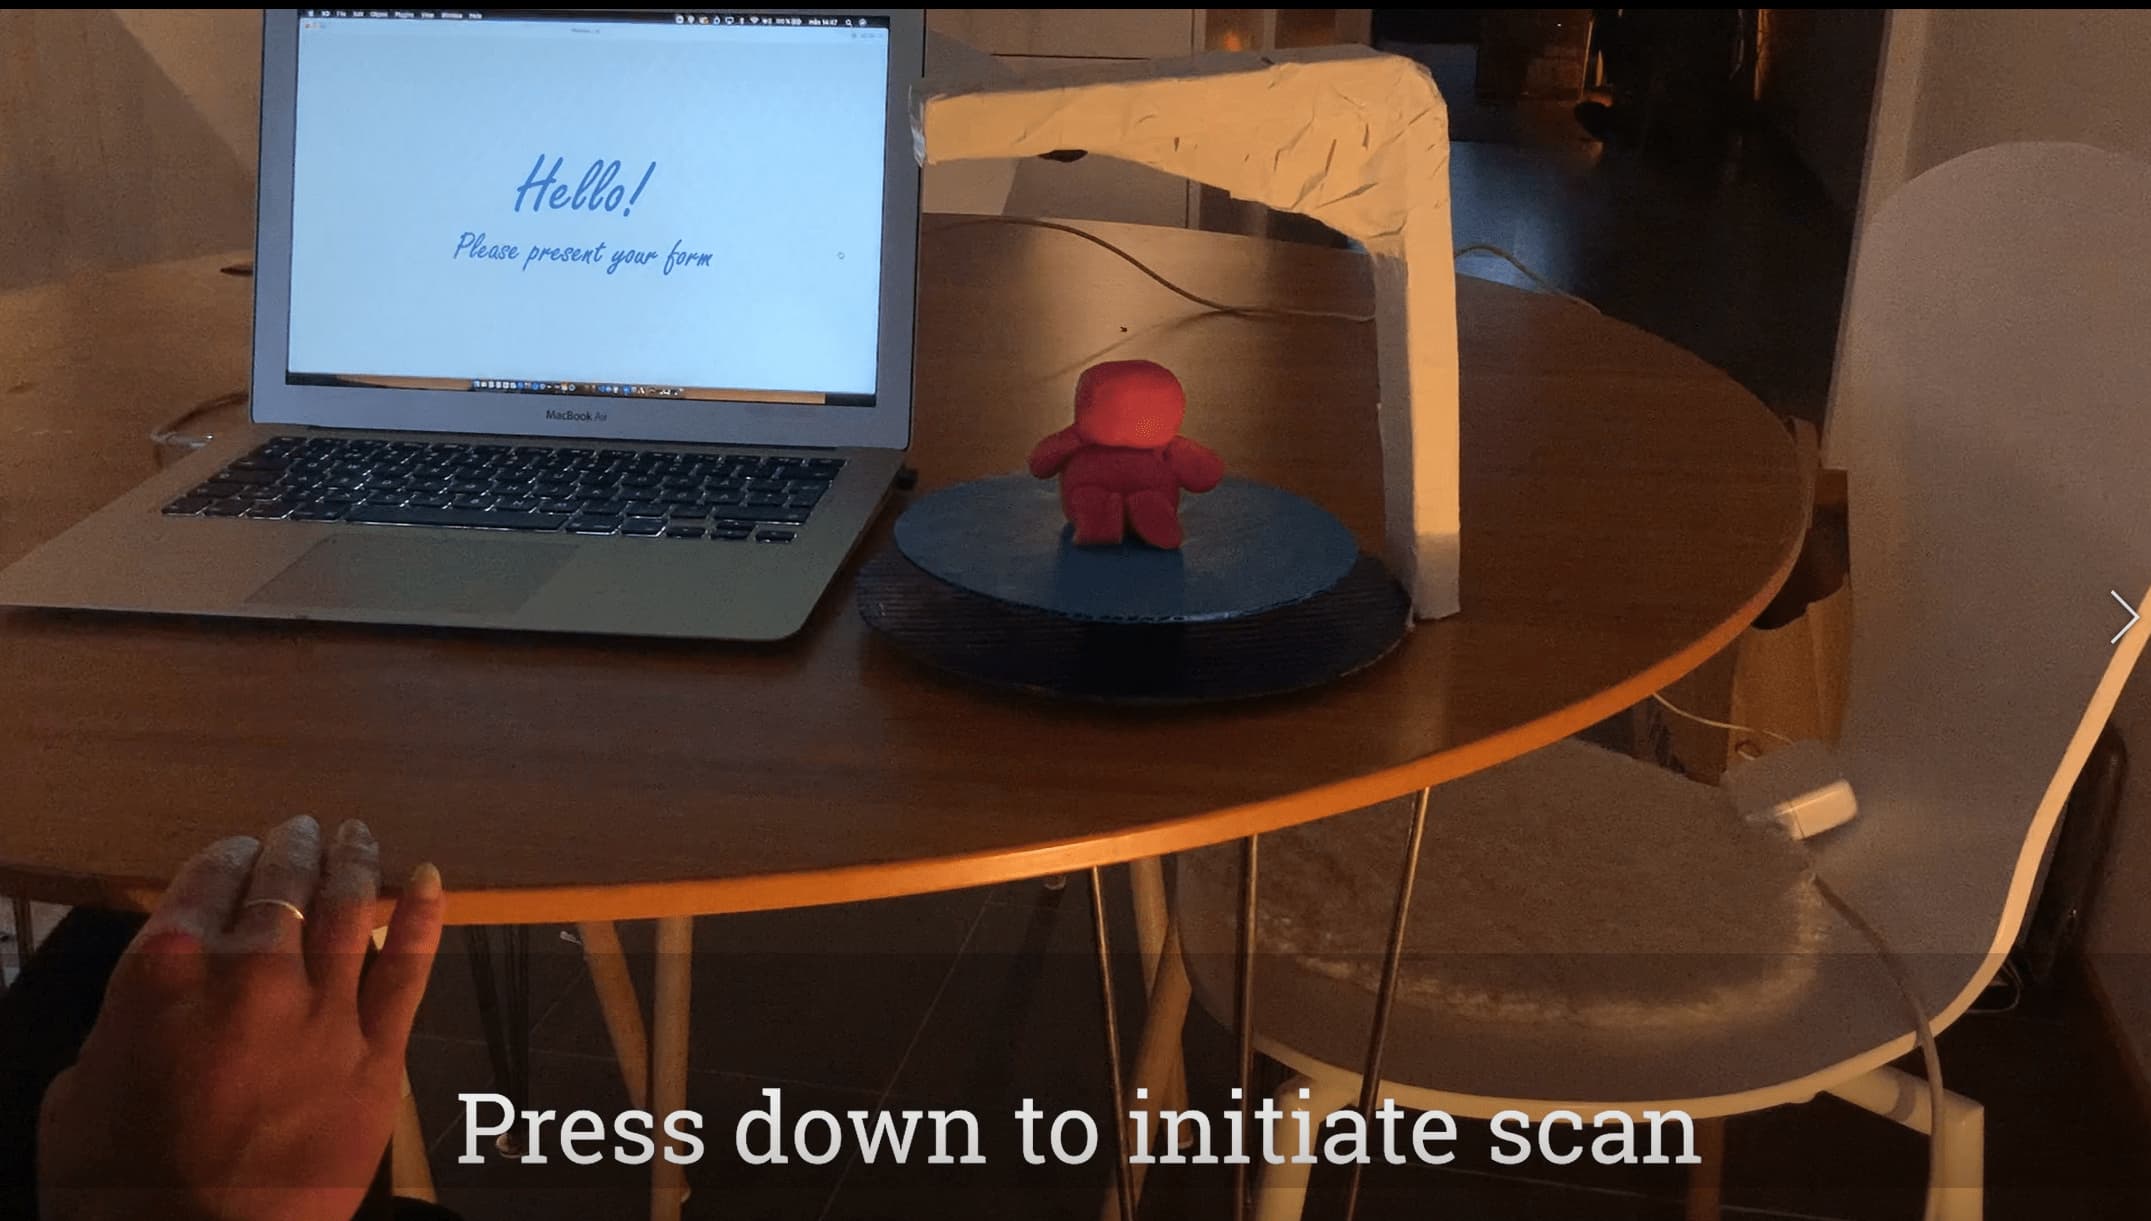 Hello!
Please present your form
MacBook Air
Press down to initiate scan